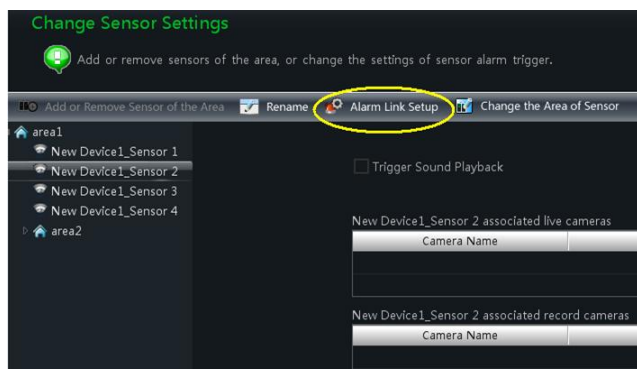 Change Sensor Settings
Add or remove sensors of the area, or change the settings of sensor alarm trigger.
Add or Remove Sensor of the Area Rename Alarm Link Setup Change the Area of Sensor
area1
New Device1_Sensor 1
New Device1_Sensor 2
New Device1_Sensor 3
New Device1_Sensor 4
area2
Trigger Sound Playback
New Device1_Sensor 2 associated live cameras
Camera Name
New Device1_Sensor 2 associated record cameras
Camera Name